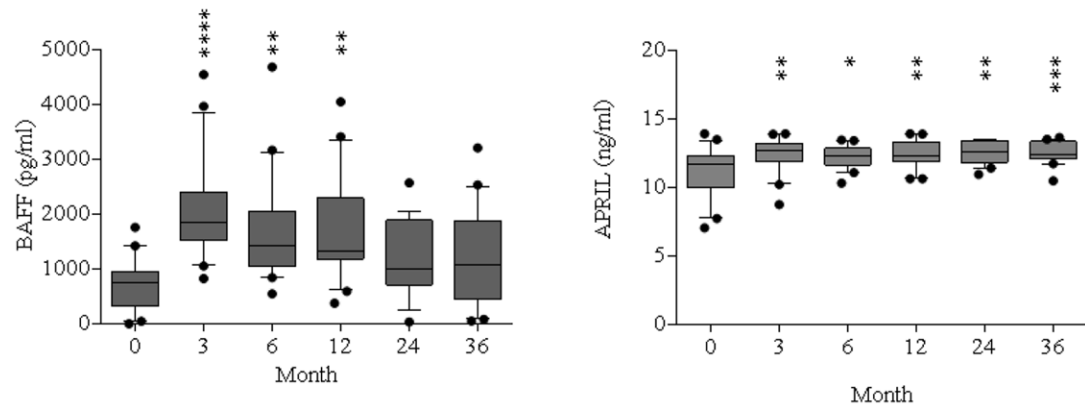 **** ** **
5000
4000
3000
2000
1000
0
BAFF (pg/ml)
0 3 6 12 24 36
Month
** * ** ** ***
20
15
10
5
0
APRIL (ng/ml)
0 3 6 12 24 36
Month